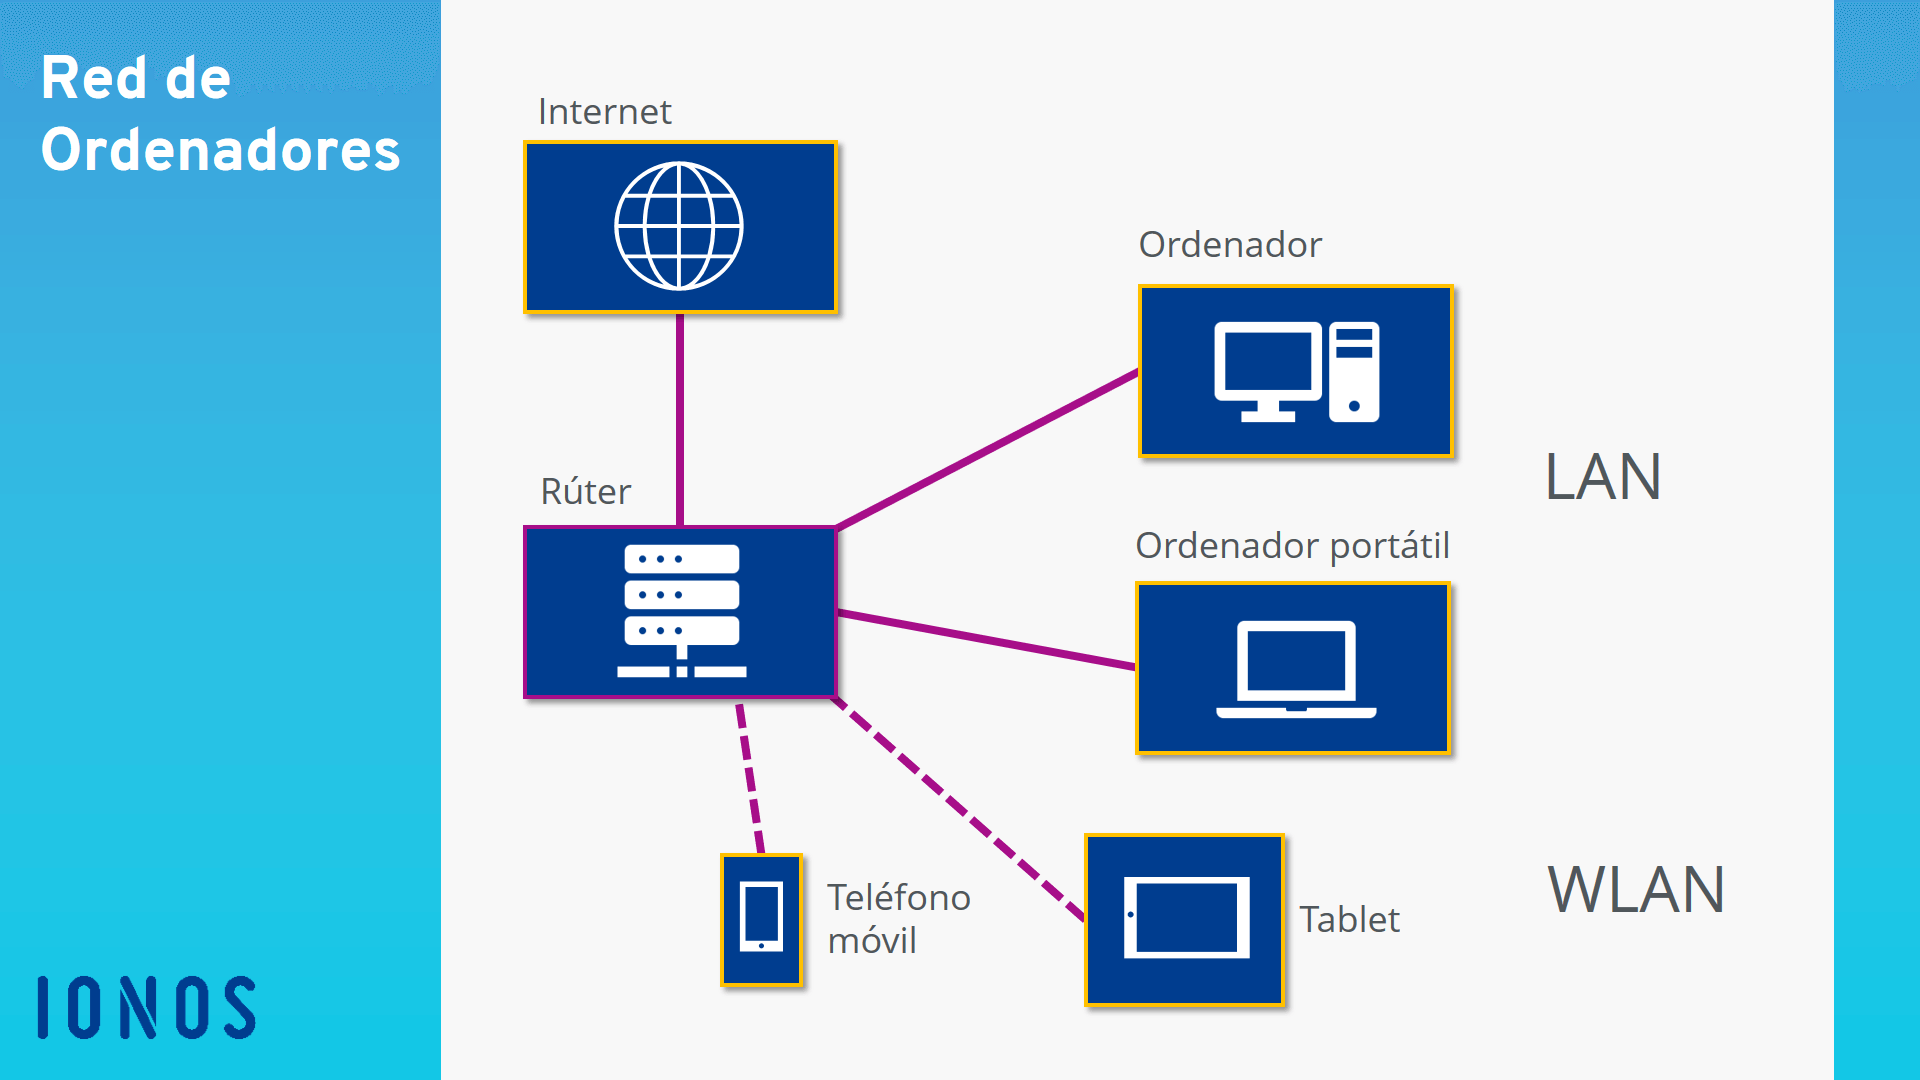 Red de
Ordenadores
Internet
Ordenador
LAN
Rúter
Ordenador portátil
Teléfono
móvil
Tablet
WLAN
IONOS